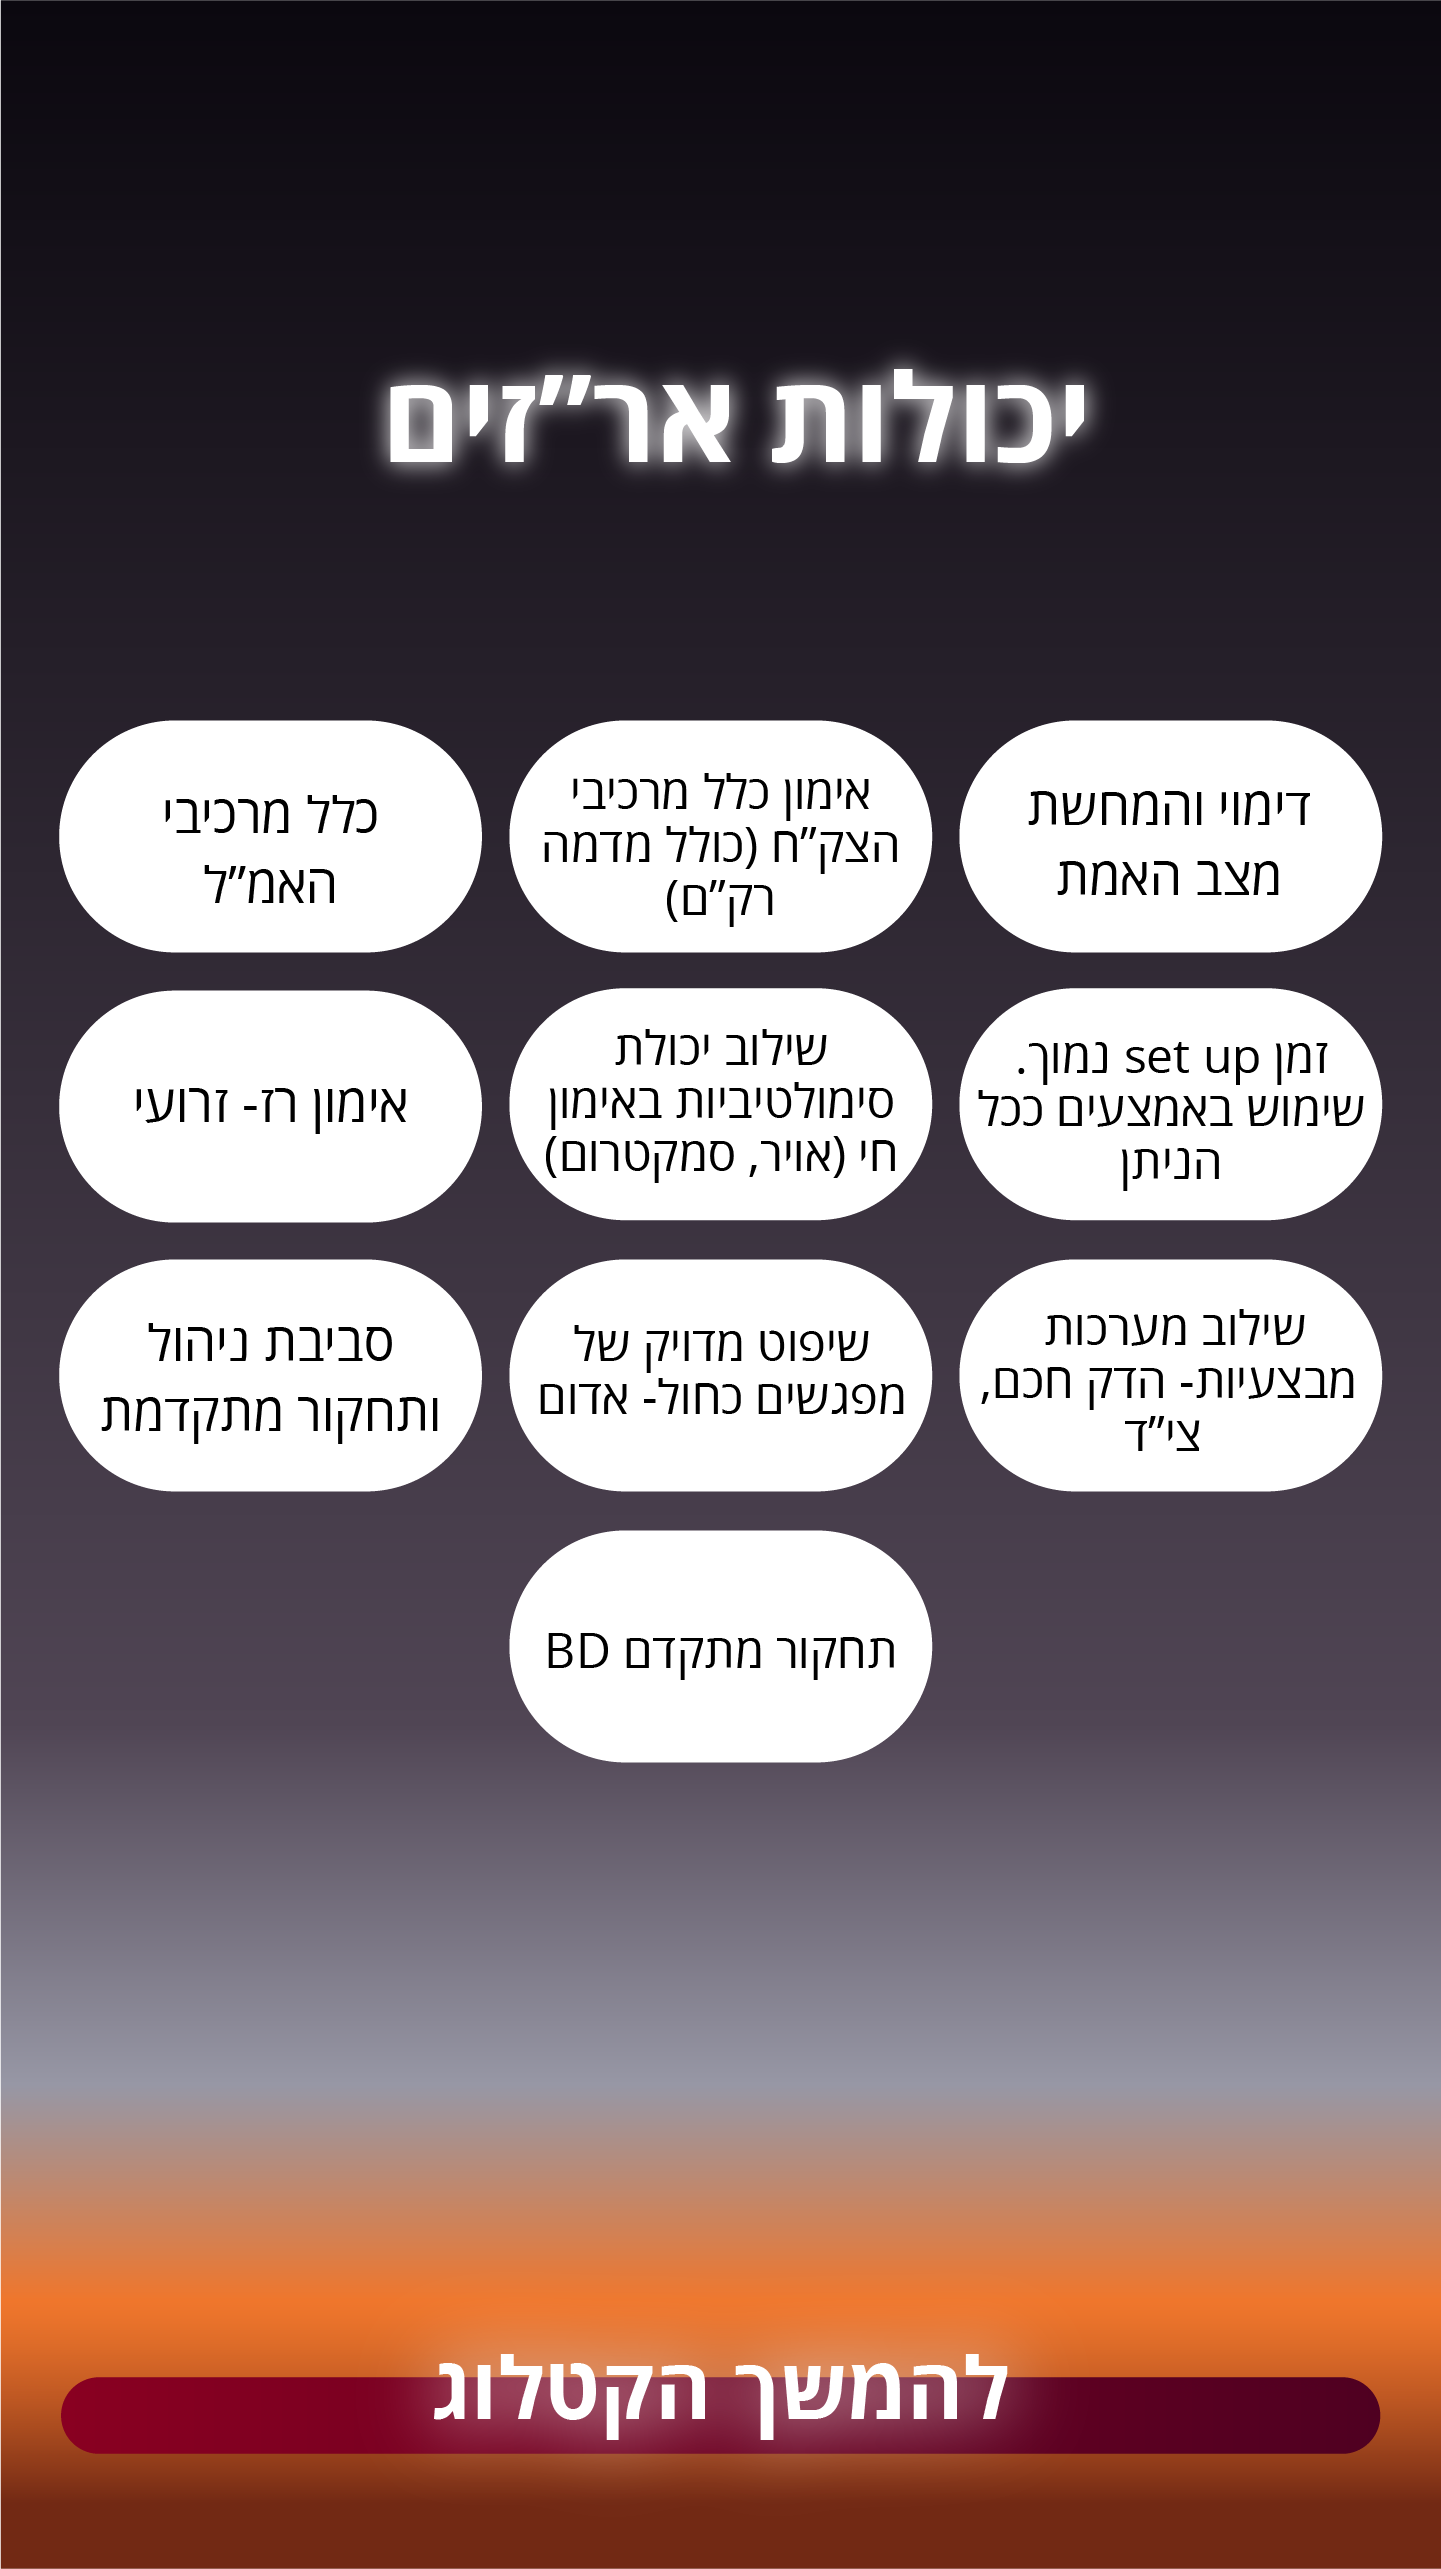 יכולות אר״זים
דימוי והמחשת
מצב האמת
אימון כלל מרכיבי
הצק״ח (כולל מדמה
רק״ם)
כלל מרכיבי
האמ״ל
זמן set up נמוך.
שימוש באמצעים ככל
הניתן
שילוב יכולת
סימולטיביות באימון
חי (אויר, סמקטרום)
אימון רז- זרועי
שילוב מערכות
מבצעיות- הדק חכם,
צי״ד
שיפוט מדויק של
מפגשים כחול- אדום
סביבת ניהול
ותחקור מתקדמת
תחקור מתקדם BD
להמשך הקטלוג